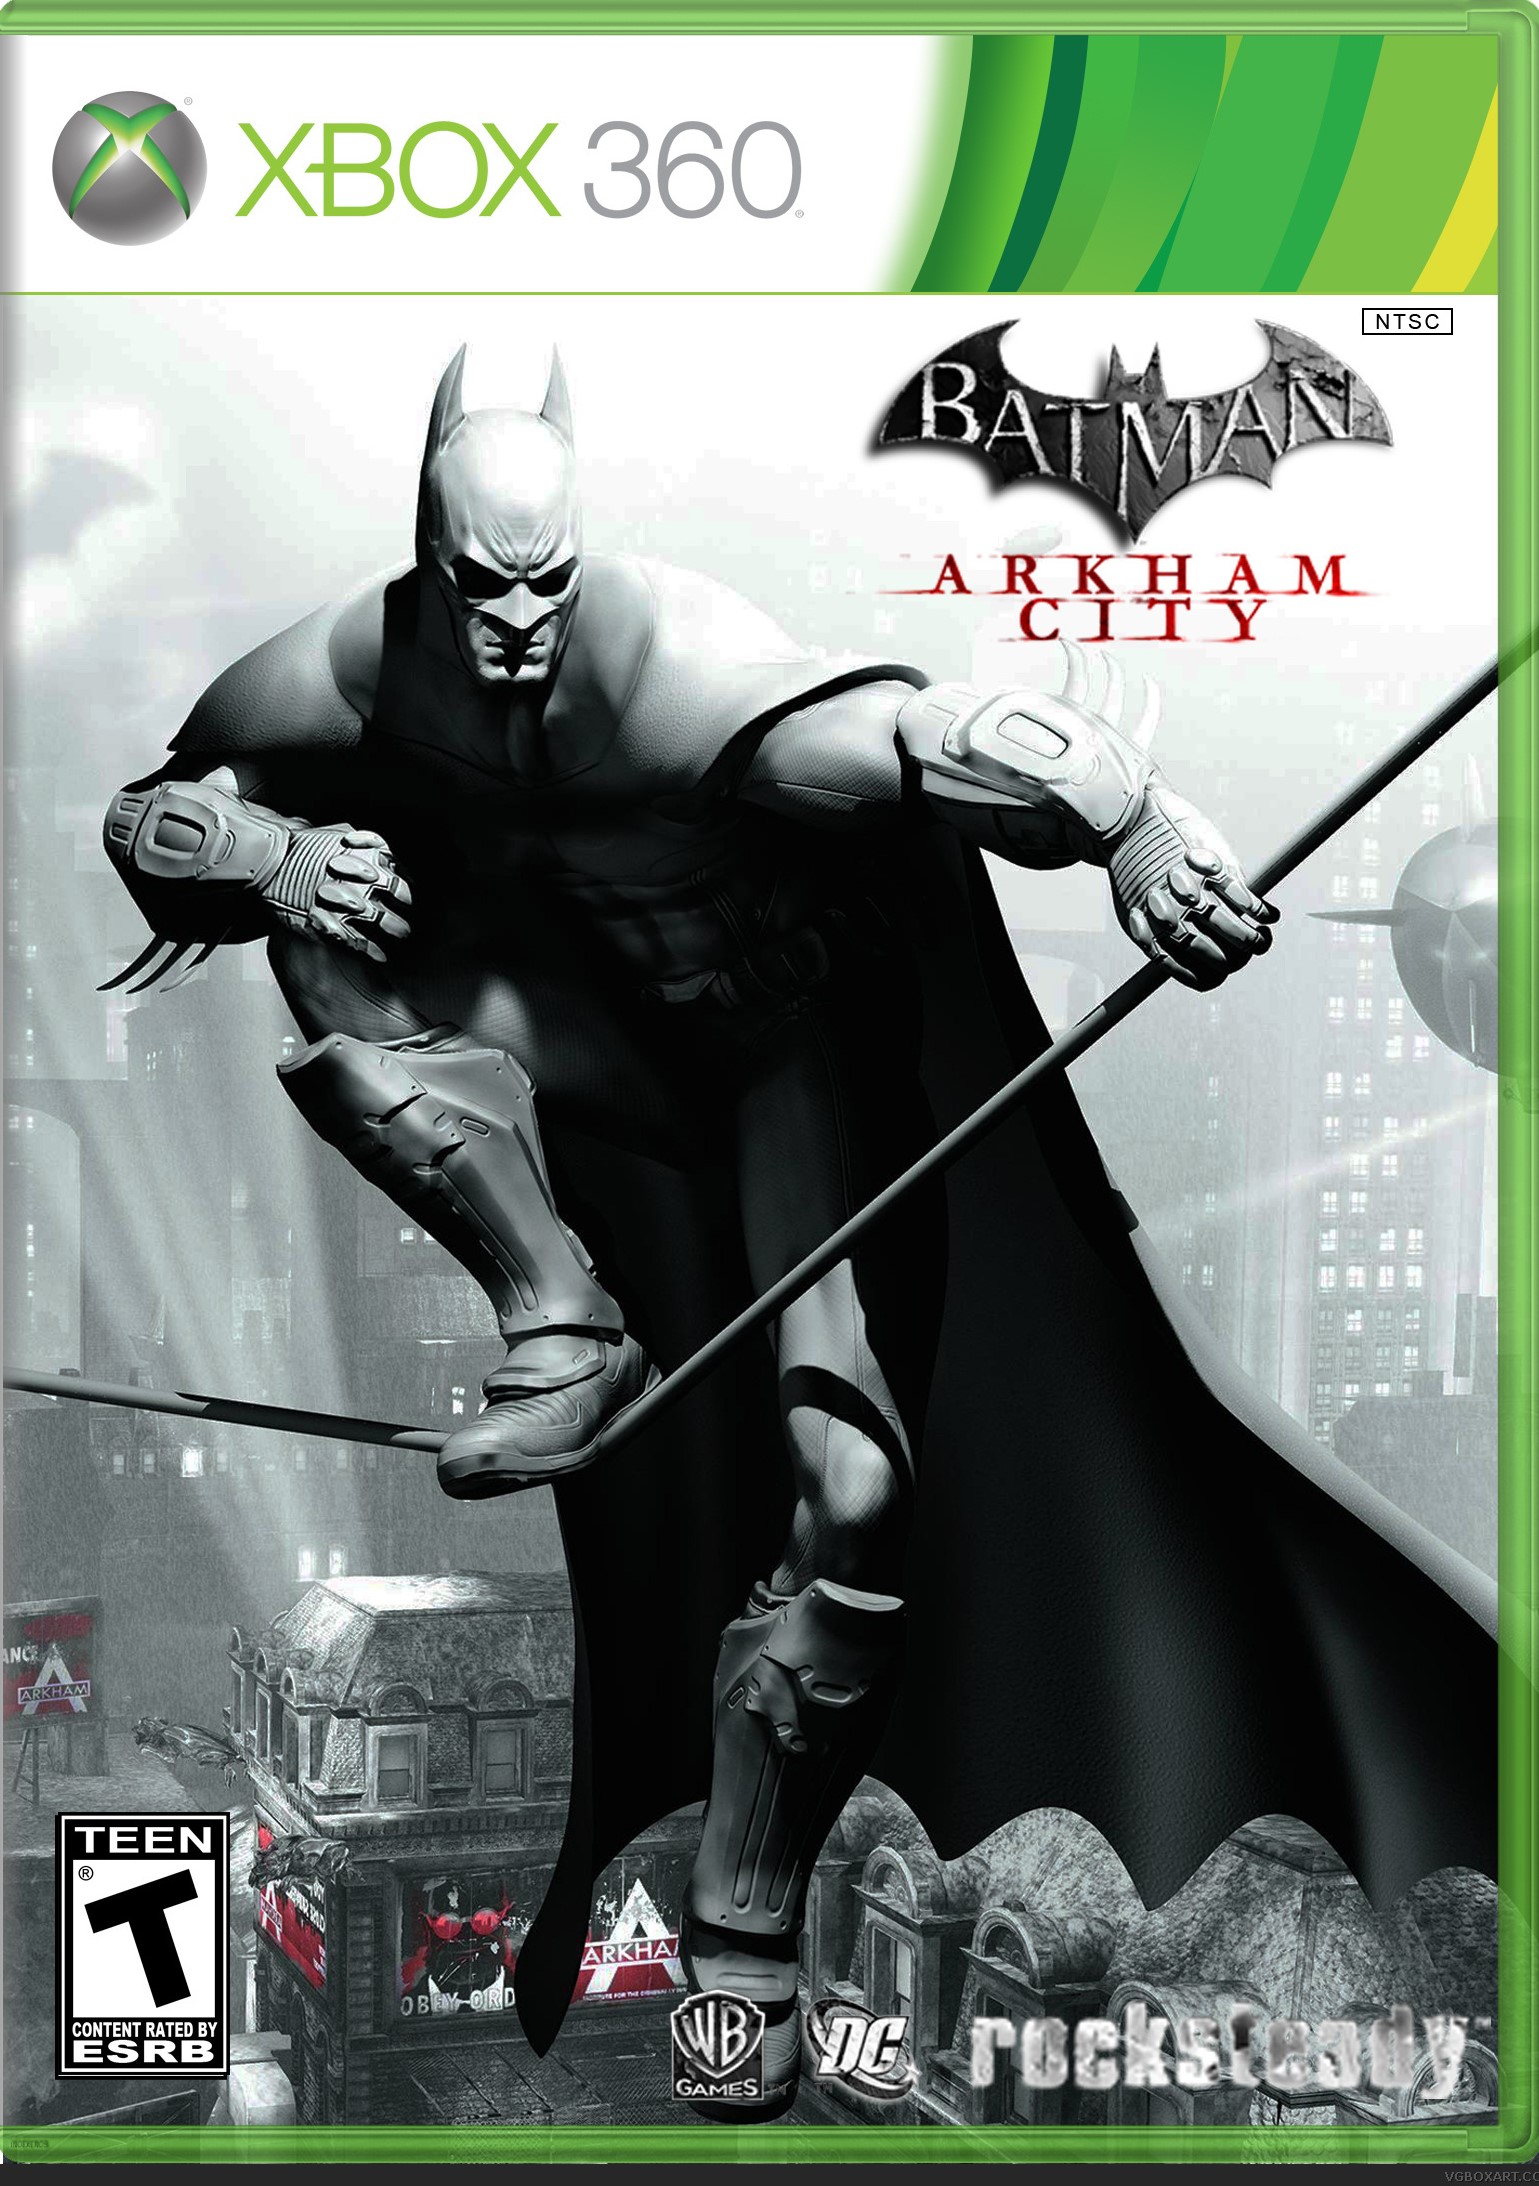 XBOX 360
®
®
NTSC
BATMAN
ARKHAM
CITY
ARKHAM
OBEY ORD
ARKHA
TEEN
®
T
CONTENT RATED BY
ESRB
WB
GAMES
DC
rocksteady
VGBOXART.CO